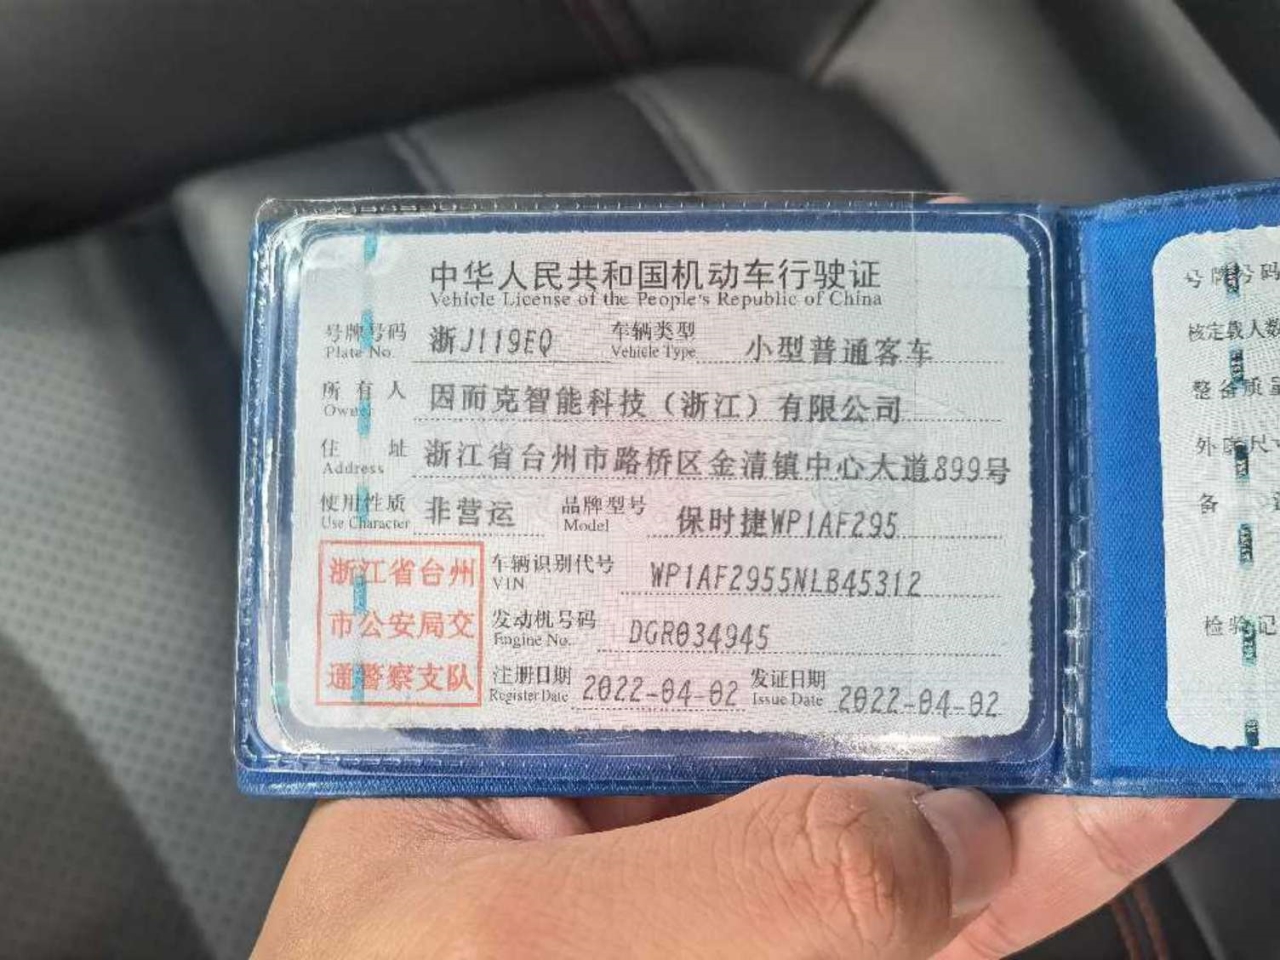 中华人民共和国机动车行驶证
Vehicle License of the People's Republic of China
号牌号码 浙J119EQ 车辆类型 小型普通客车
Plate No. Vehicle Type
所有人 因而克智能科技（浙江）有限公司
Owner
住址 浙江省台州市路桥区金清镇中心大道899号
Address
使用性质 非营运 品牌型号 保时捷WP1AF295
Use Character Model
浙江省台州
市公安局交
通警察支队
车辆识别代号 WP1AF2955NLB45312
VIN
发动机号码 DGR034945
Engine No.
注册日期 2022-04-02 发证日期 2022-04-02
Register Date Issue Date
号牌号码
核定载人数
整备质量
外廓尺
备
检验记